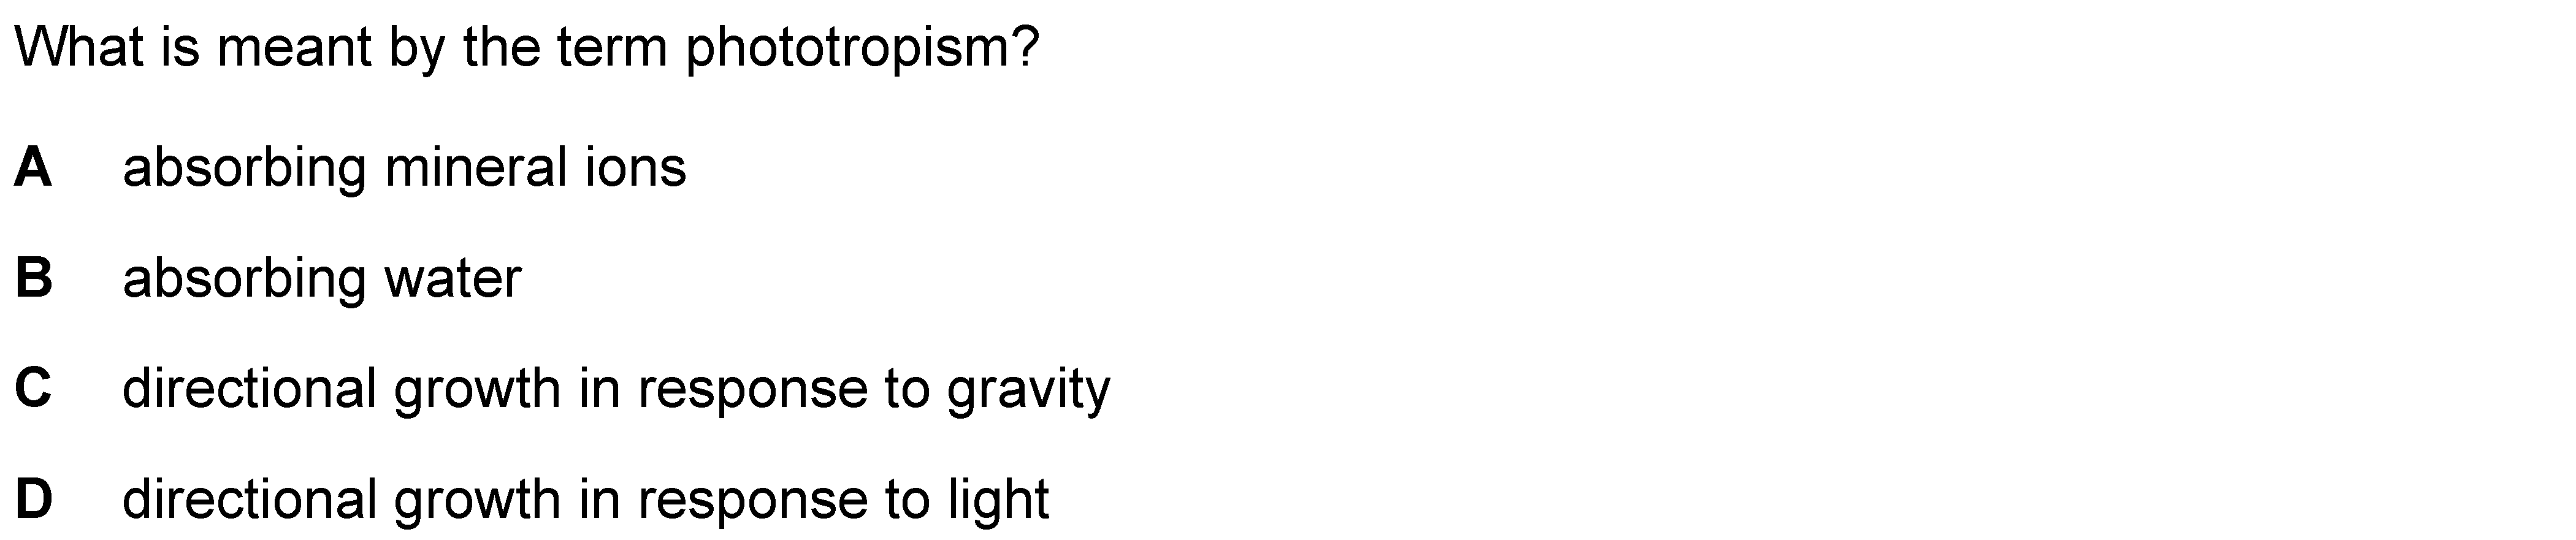 What is meant by the term phototropism?
A absorbing mineral ions
B absorbing water
C directional growth in response to gravity
D directional growth in response to light